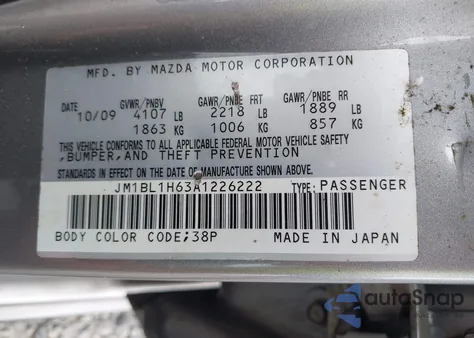 MFD. BY MAZDA MOTOR CORPORATION
DATE GVWR/PNBV GAWR/PNBE FRT GAWR/PNBE RR
10/09 4107 LB 2218 LB 1889 LB
1863 KG 1006 KG 857 KG
THIS VEHICLE CONFORMS TO ALL APPLICABLE FEDERAL MOTOR VEHICLE SAFETY
,BUMPER,AND THEFT PREVENTION
STANDARDS IN EFFECT ON THE DATE OF MANUFACTURE SHOWN ABOVE.
JM1BL1H63A1226222 TYPE:PASSENGER
BODY COLOR CODE;38P MADE IN JAPAN
autoSnap